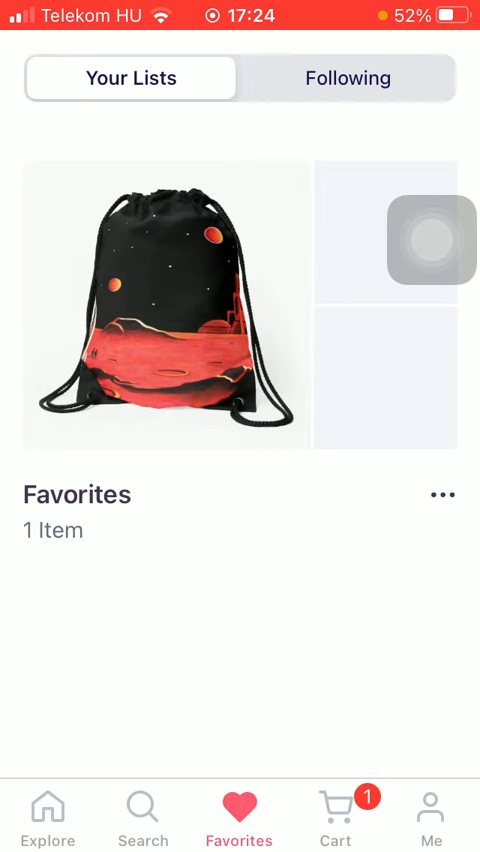 Telekom HU 17:24 52%
Your Lists Following
Favorites
1 Item
1
Explore Search Favorites Cart Me